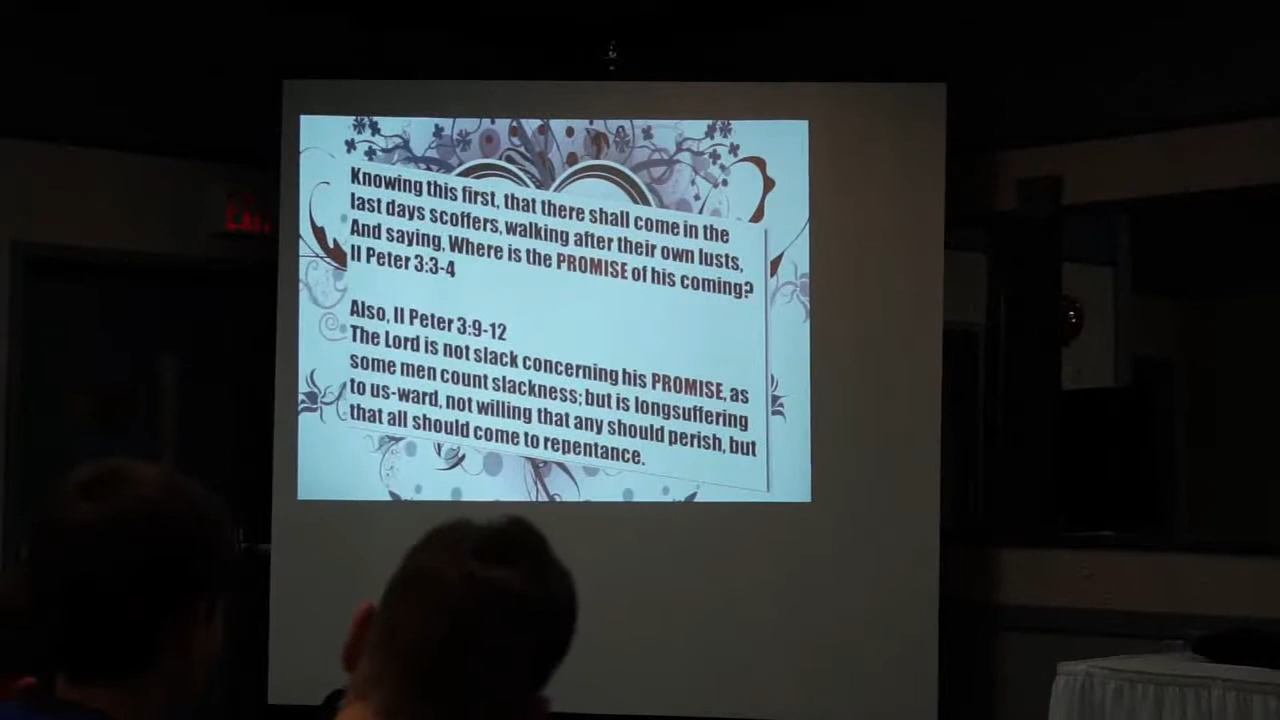 EXIT
Knowing this first, that there shall come in the
last days scoffers, walking after their own lusts,
And saying, Where is the PROMISE of his coming?
II Peter 3:3-4
Also, II Peter 3:9-12
The Lord is not slack concerning his PROMISE, as
some men count slackness; but is longsuffering
to us-ward, not willing that any should perish, but
that all should come to repentance.